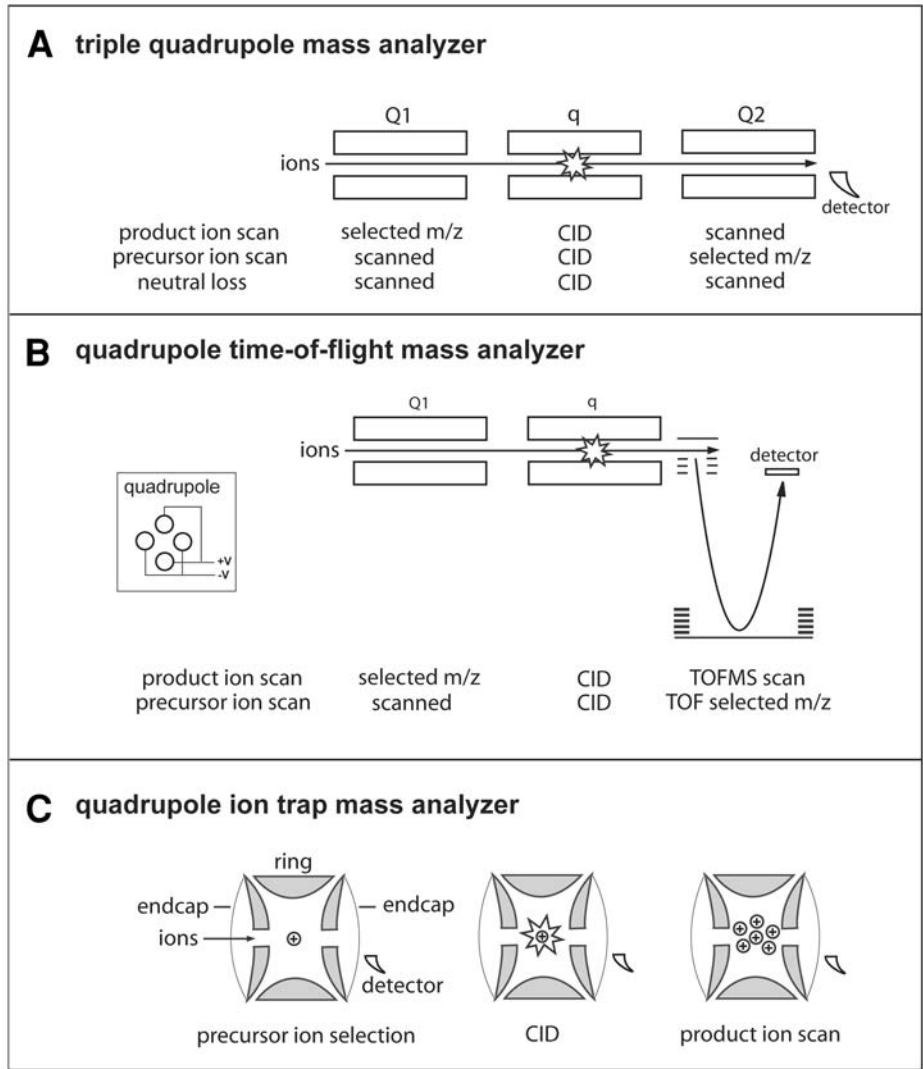 A triple quadrupole mass analyzer
Q1 q Q2
ions
detector
product ion scan selected m/z CID scanned
precursor ion scan scanned CID selected m/z
neutral loss scanned CID scanned
B quadrupole time-of-flight mass analyzer
Q1 q
ions
detector
quadrupole
+V
-V
product ion scan selected m/z CID TOFMS scan
precursor ion scan scanned CID TOF selected m/z
C quadrupole ion trap mass analyzer
ring
endcap endcap
ions
detector
precursor ion selection CID product ion scan